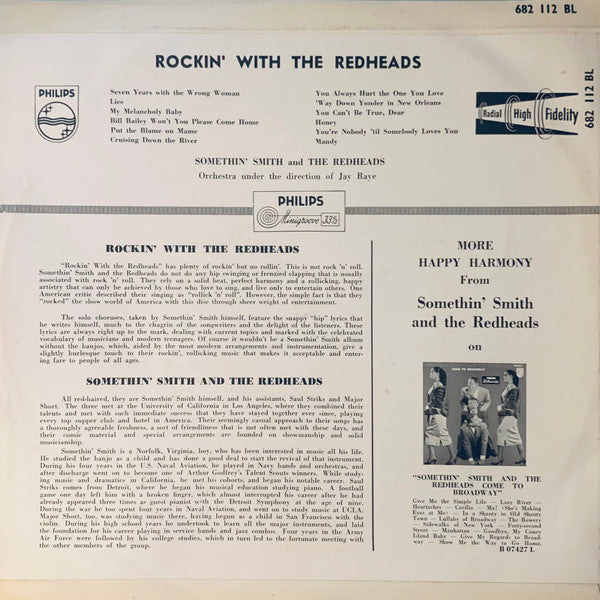 682 112 BL
ROCKIN' WITH THE REDHEADS
PHILIPS
Seven Years with the Wrong Woman
Lies
My Melancholy Baby
Bill Bailey Won't You Please Come Home
Put the Blame on Mame
Cruising Down the River
You Always Hurt the One You Love
'Way Down Yonder in New Orleans
You Can't Be True, Dear
Honey
You're Nobody 'til Somebody Loves You
Mandy
Radial High Fidelity
682 112 BL
SOMETHIN' SMITH and THE REDHEADS
Orchestra under the direction of Jay Raye
PHILIPS
Minigroove 33⅓
ROCKIN' WITH THE REDHEADS
"Rockin' With the Redheads" has plenty of rockin' but no rollin'. This is not rock 'n' roll.
Somethin' Smith and the Redheads do not do any hip swinging or frenzied clapping that is usually
associated with rock 'n' roll. They rely on a solid beat, perfect harmony and a rollicking, happy
artistry that can only be achieved by those who love to sing, and live only to entertain others. One
American critic described their singing as "rollick 'n' roll". However, the simple fact is that they
"rocked" the show world of America with this disc through sheer weight of entertainment.
The solo choruses, taken by Somethin' Smith himself, feature the snappy "hip" lyrics that
he writes himself, much to the chagrin of the songwriters and the delight of the listeners. These
lyrics are always right up to the mark, dealing with current topics and marked with the celebrated
vocabulary of musicians and modern teenagers. Of course it wouldn't be a Somethin' Smith album
without the banjos, which, aided by the most modern arrangements and instrumentation, give a
slightly burlesque touch to their rockin', rollicking music that makes it acceptable and enter-
ing fare to people of all ages.
SOMETHIN' SMITH AND THE REDHEADS
All red-haired, they are Somethin' Smith himself, and his assistants, Saul Striks and Major
Short. The three met at the University of California in Los Angeles, where they combined their
talents and met with such immediate success that they have stayed together ever since, playing
every top supper club and hotel in America. Their seemingly casual approach to their songs has
a thoroughly agreeable freshness, a sort of friendliness that is not often met with these days, and
their comic material and special arrangements are founded on showmanship and solid
musicianship.
Somethin' Smith is a Norfolk, Virginia, boy, who has been interested in music all his life.
He studied the banjo as a child and has done a good deal to start the revival of that instrument.
During his four years in the U.S. Naval Aviation, he played in Navy bands and orchestras, and
after discharge went on to become one of Arthur Godfrey's Talent Scouts winners. While study-
ing music and dramatics in California, he met his cohorts, and began his notable career. Saul
Striks comes from Detroit, where he began his musical education studying piano. A football
game one day left him with a broken finger, which almost interrupted his career after he had
already appeared three times as guest pianist with the Detroit Symphony at the age of nine.
During the war he too spent four years in Naval Aviation, and went on to study music at UCLA.
Major Short, too, was studying music there, having begun as a child in San Francisco with the
violin. During his high school years he undertook to learn all the major instruments, and laid
the foundation for his career playing in service bands and jazz combos. Four years in the Army
Air Force were followed by his college studies, which in turn led to the fortunate meeting with
the other members of the group.
MORE
HAPPY HARMONY
From
Somethin' Smith
and the Redheads
on
COME TO BROADWAY
"SOMETHIN' SMITH AND THE
REDHEADS COME TO
BROADWAY"
Give Me the Simple Life — Lazy River —
Heartaches — Cecilia — Ma! (She's Making
Eyes at Me) — In a Shanty in Old Shanty
Town — Lullaby of Broadway — The Bowery
— Sidewalks of New York — Forty-second
Street — Manhattan — Goodbye, My Coney
Island Baby — Give My Regards to Broad-
way — Show Me the Way to Go Home.
B 07427 L